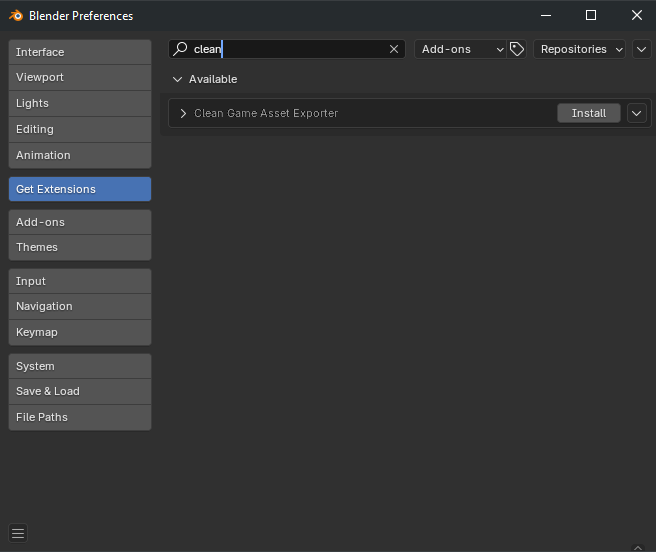 Blender Preferences
Interface
Viewport
Lights
Editing
Animation
Get Extensions
Add-ons
Themes
Input
Navigation
Keymap
System
Save & Load
File Paths
clean
Add-ons
Repositories
Available
Clean Game Asset Exporter
Install